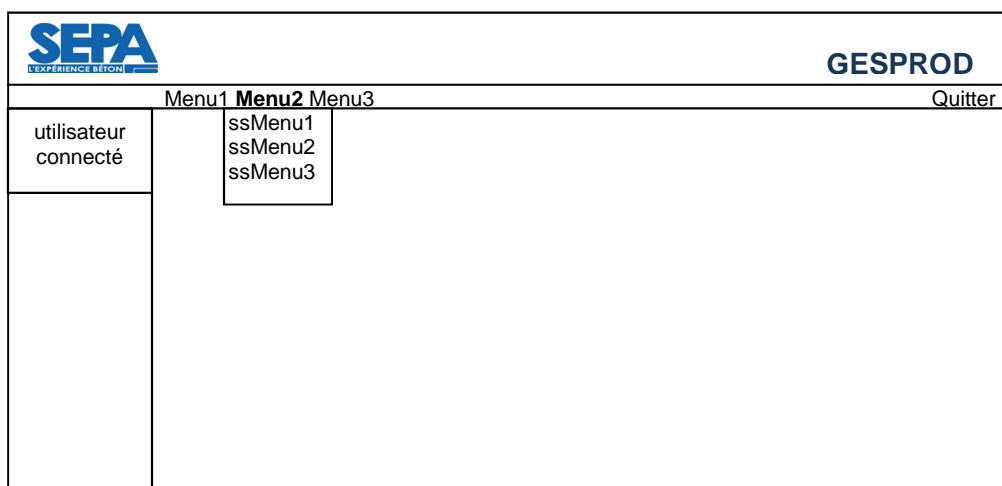 SEPA
L'EXPÉRIENCE BÉTON
GESPROD
Menu1 Menu2 Menu3 Quitter
utilisateur
connecté
ssMenu1
ssMenu2
ssMenu3